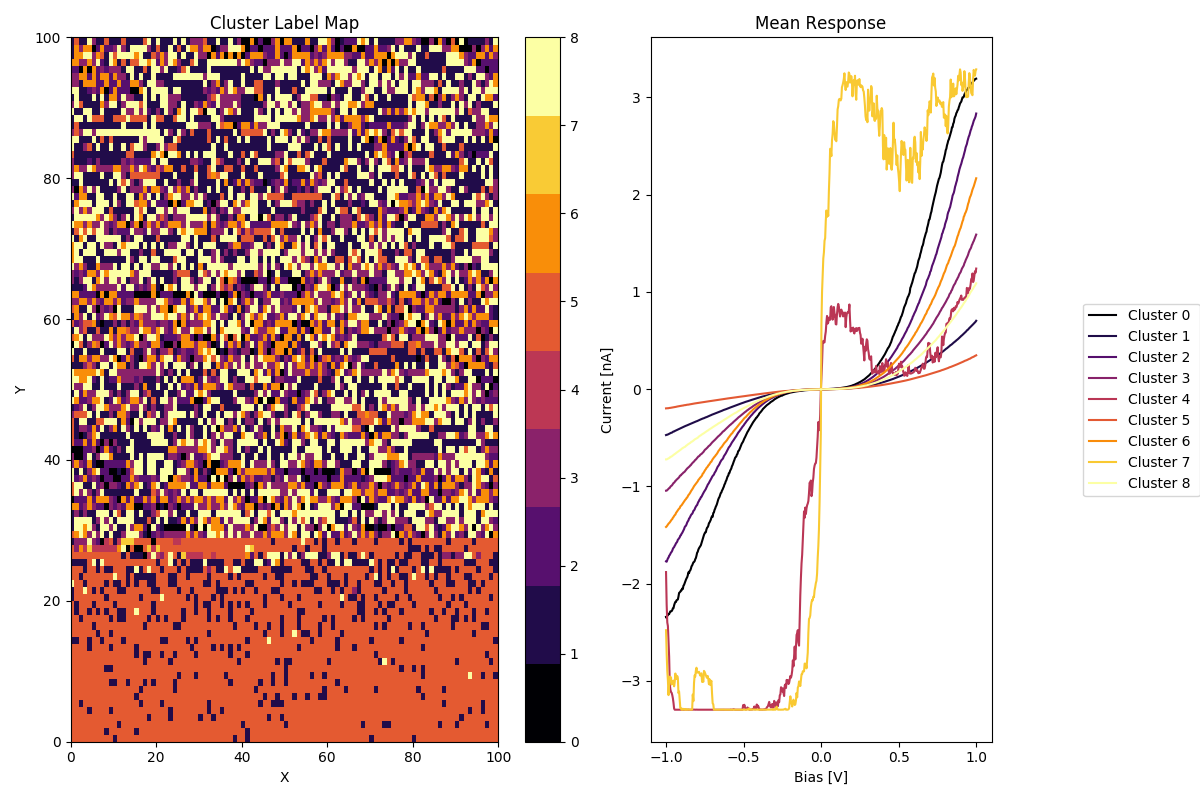 Cluster Label Map
100
80
60
40
20
0
Y
0 20 40 60 80 100
X
8
7
6
5
4
3
2
1
0
Mean Response
3
2
1
0
−1
−2
−3
Current [nA]
−1.0 −0.5 0.0 0.5 1.0
Bias [V]
Cluster 0
Cluster 1
Cluster 2
Cluster 3
Cluster 4
Cluster 5
Cluster 6
Cluster 7
Cluster 8